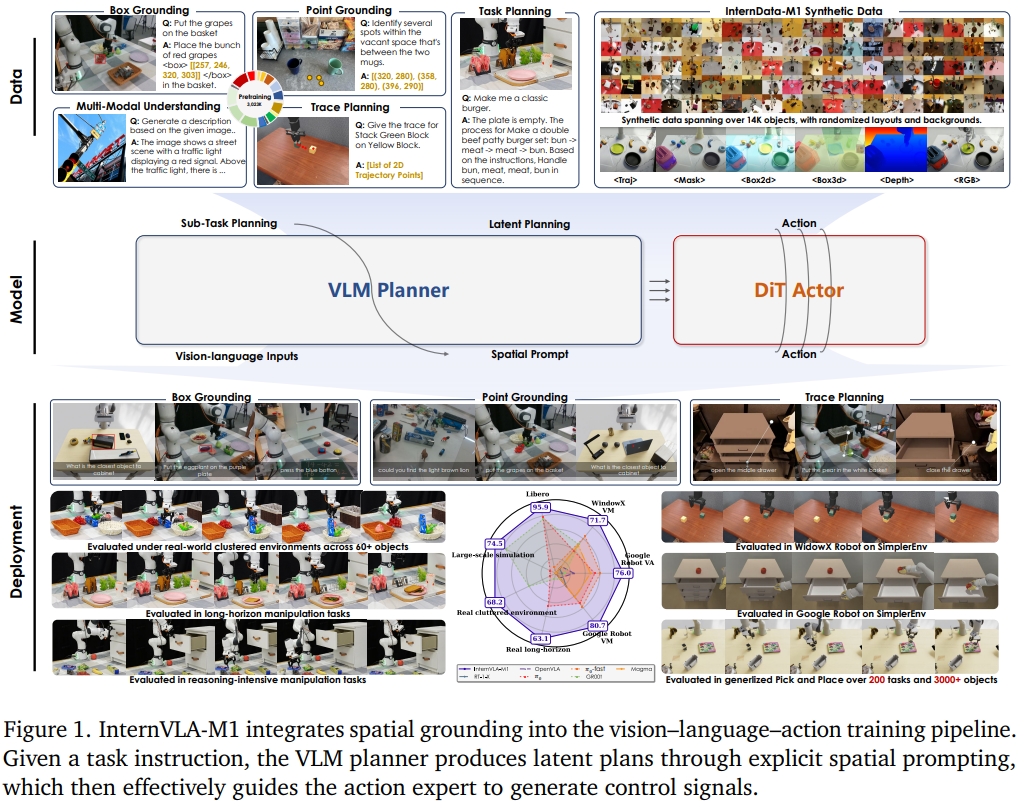 Data
Box Grounding
Q: Put the grapes
on the basket
A: Place the bunch
of red grapes
<box> [[257, 246,
320, 303]] </box>
in the basket.
Point Grounding
Q: Identify several
spots within the
vacant space that's
between the two
mugs.
A: [(320, 280), (358,
280), (396, 290)]
Multi-Modal Understanding
Q: Generate a description
based on the given image..
A: The image shows a street
scene with a traffic light
displaying a red signal. Above
the traffic light, there is ...
Pretraining
3,022K
Trace Planning
Q: Give the trace for
Stack Green Block
on Yellow Block.
A: [List of 2D
Trajectory Points]
Task Planning
Q: Make me a classic
burger.
A: The plate is empty. The
process for Make a double
beef patty burger set: bun ->
meat -> meat -> bun. Based
on the instructions, Handle
bun, meat, meat, bun in
sequence.
InternData-M1 Synthetic Data
Synthetic data spanning over 14K objects, with randomized layouts and backgrounds.
<Traj> <Mask> <Box2d> <Box3d> <Depth> <RGB>
Model
Sub-Task Planning
Latent Planning
Action
VLM Planner
DiT Actor
Vision-language Inputs
Spatial Prompt
Action
Deployment
Box Grounding
What is the closest object to
cabinet
Put the eggplant on the purple
plate
press the blue botton
Point Grounding
could you find the light brown lion
put the grapes on the basket
What is the closest object to
cabinet
Trace Planning
open the middle drawer
Put the peal in the white basket
close the drawer
Evaluated under real-world clustered environments across 60+ objects
Evaluated in long-horizon manipulation tasks
Evaluated in reasoning-intensive manipulation tasks
Libero
95.9
WindowX
VM
71.7
Google
Robot VA
76.0
80.7
Google Robot
VM
63.1
Real long-horizon
68.2
Real cluttered environment
74.5
Large-scale simulation
InternVLA-M1 OpenVLA π₀-fast Magma
RT-1-X π₀ GR00T
Evaluated in WidowX Robot on SimplerEnv
Evaluated in Google Robot on SimplerEnv
Evaluated in generlized Pick and Place over 200 tasks and 3000+ objects
Figure 1. InternVLA-M1 integrates spatial grounding into the vision–language–action training pipeline.
Given a task instruction, the VLM planner produces latent plans through explicit spatial prompting,
which then effectively guides the action expert to generate control signals.